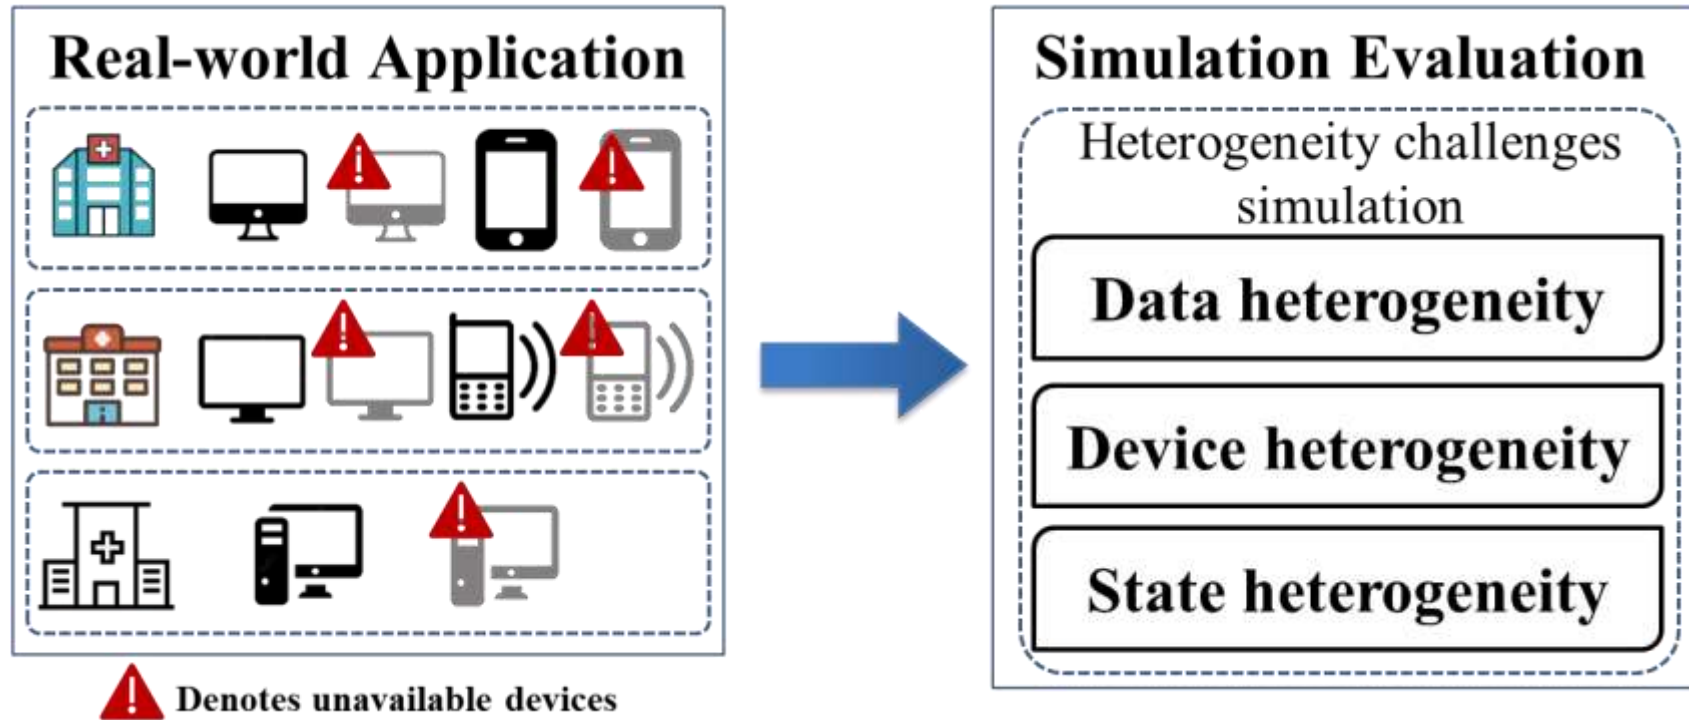 Real-world Application
Denotes unavailable devices
Simulation Evaluation
Heterogeneity challenges
simulation
Data heterogeneity
Device heterogeneity
State heterogeneity